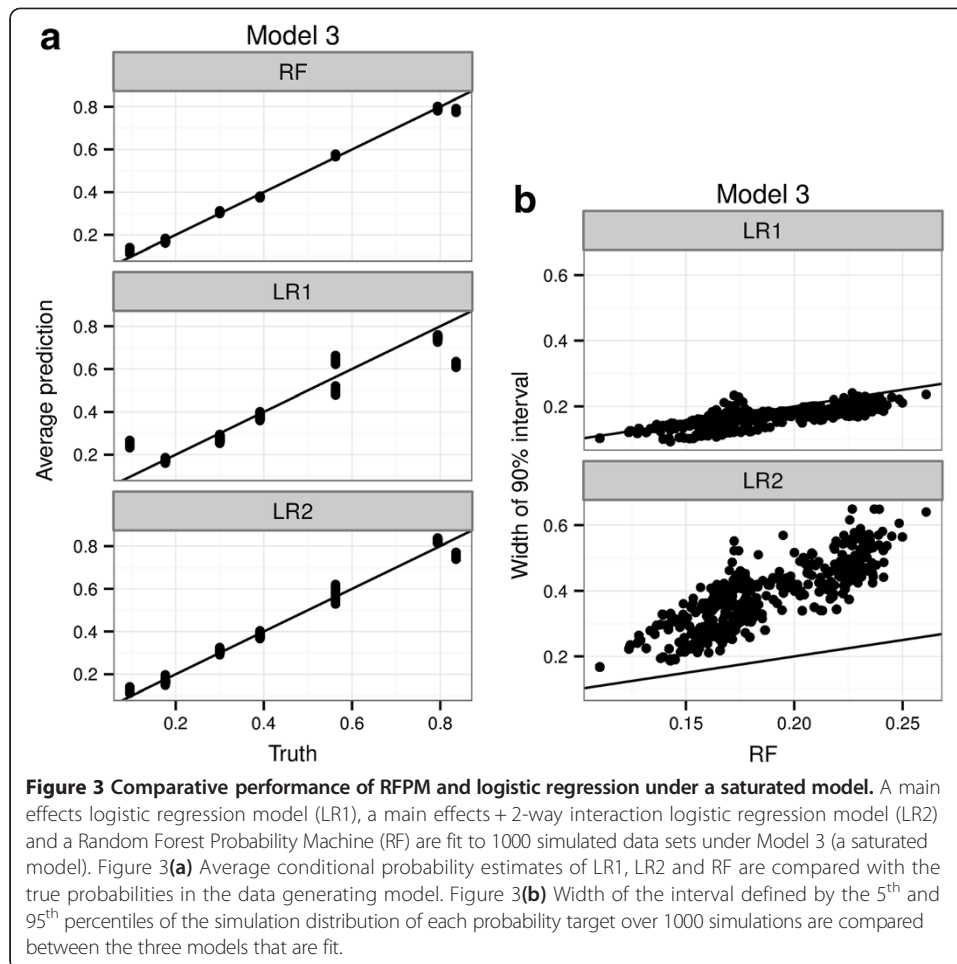 a
Model 3
RF
0.8
0.6
0.4
0.2
LR1
0.8
0.6
0.4
0.2
LR2
0.8
0.6
0.4
0.2
Average prediction
0.2 0.4 0.6 0.8
Truth
b
Model 3
LR1
0.6
0.4
0.2
LR2
0.6
0.4
0.2
Width of 90% interval
0.15 0.20 0.25
RF
Figure 3 Comparative performance of RFPM and logistic regression under a saturated model. A main
effects logistic regression model (LR1), a main effects + 2-way interaction logistic regression model (LR2)
and a Random Forest Probability Machine (RF) are fit to 1000 simulated data sets under Model 3 (a saturated
model). Figure 3(a) Average conditional probability estimates of LR1, LR2 and RF are compared with the
true probabilities in the data generating model. Figure 3(b) Width of the interval defined by the 5th and
95th percentiles of the simulation distribution of each probability target over 1000 simulations are compared
between the three models that are fit.